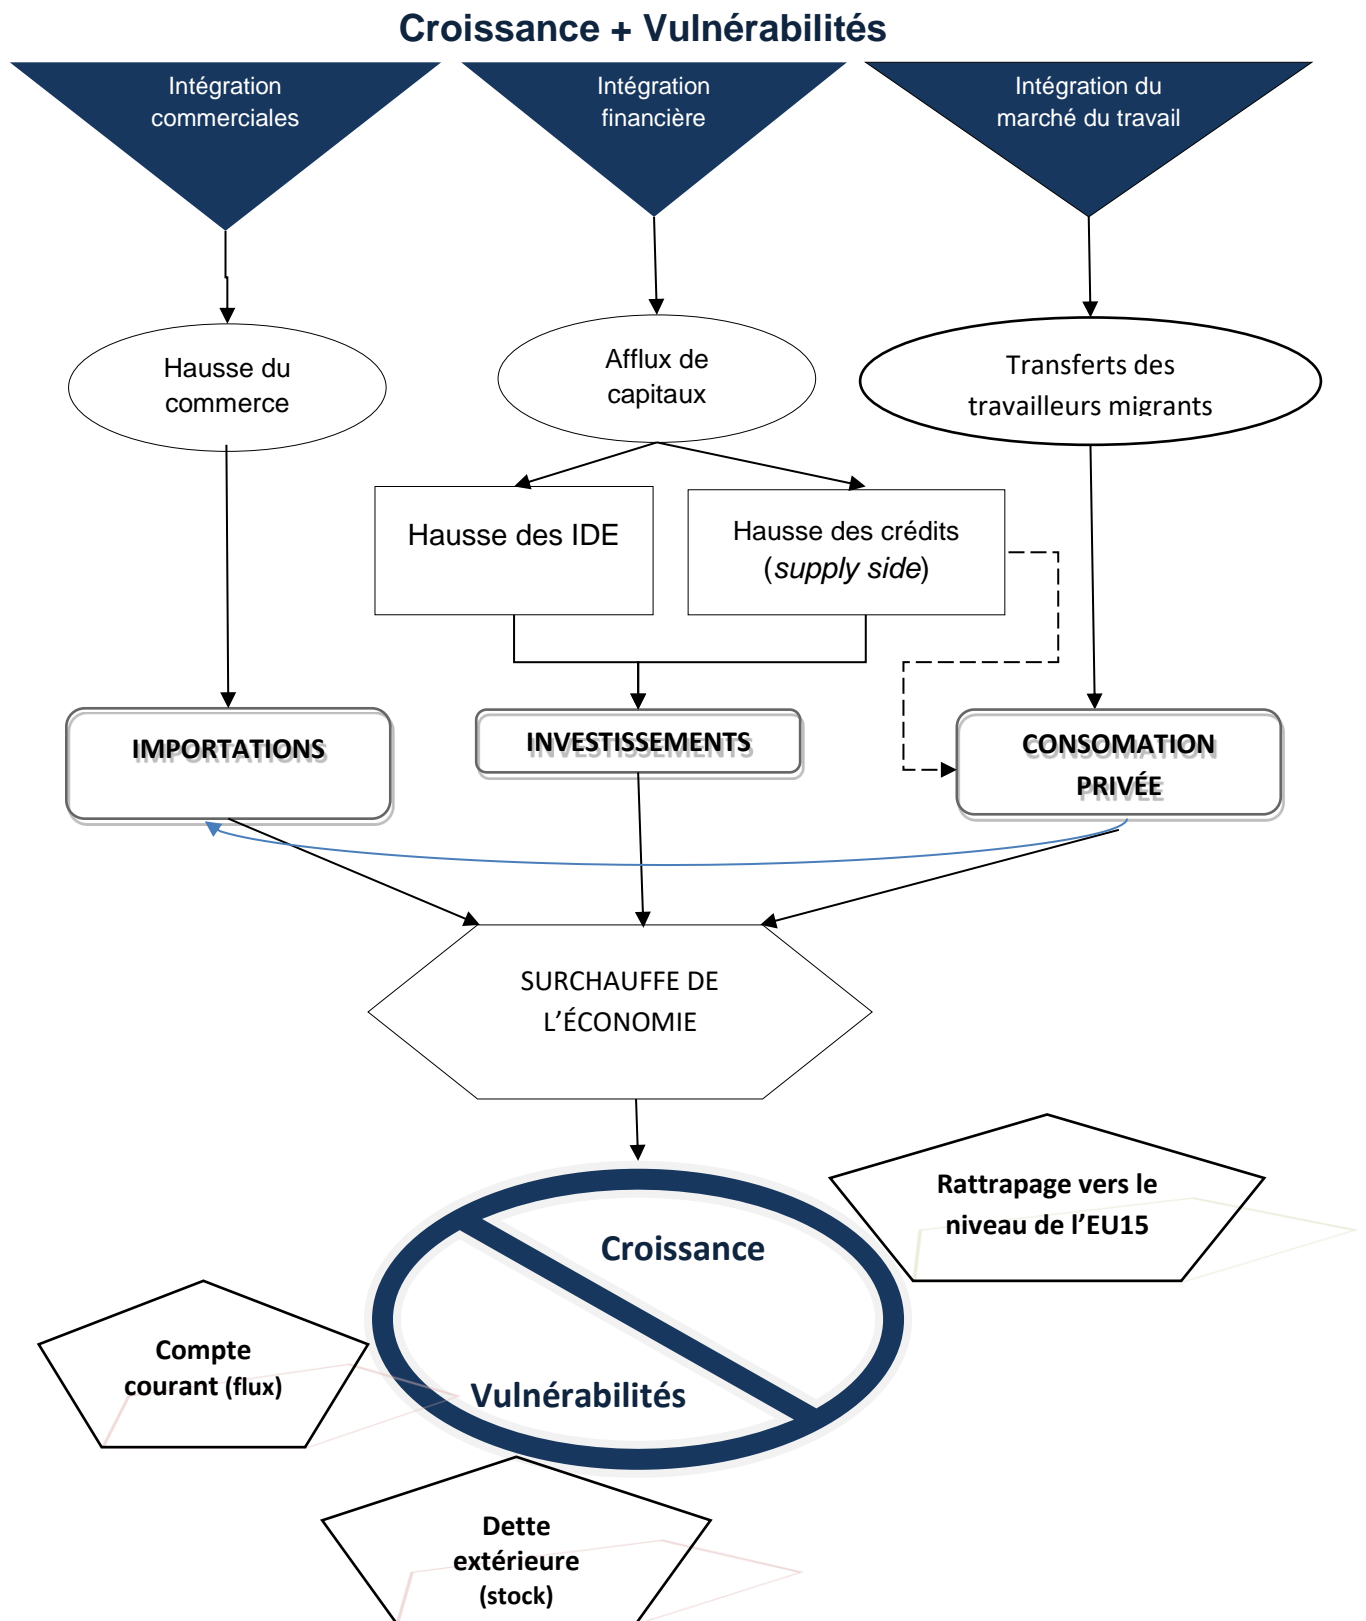 Croissance + Vulnérabilités
Intégration
commerciales
Intégration
financière
Intégration du
marché du travail
Hausse du
commerce
Afflux de
capitaux
Transferts des
travailleurs migrants
Hausse des IDE
Hausse des crédits
(supply side)
IMPORTATIONS
INVESTISSEMENTS
CONSOMATION
PRIVÉE
SURCHAUFFE DE
L’ÉCONOMIE
Rattrapage vers le
niveau de l’EU15
Croissance
Compte
courant (flux)
Vulnérabilités
Dette
extérieure
(stock)